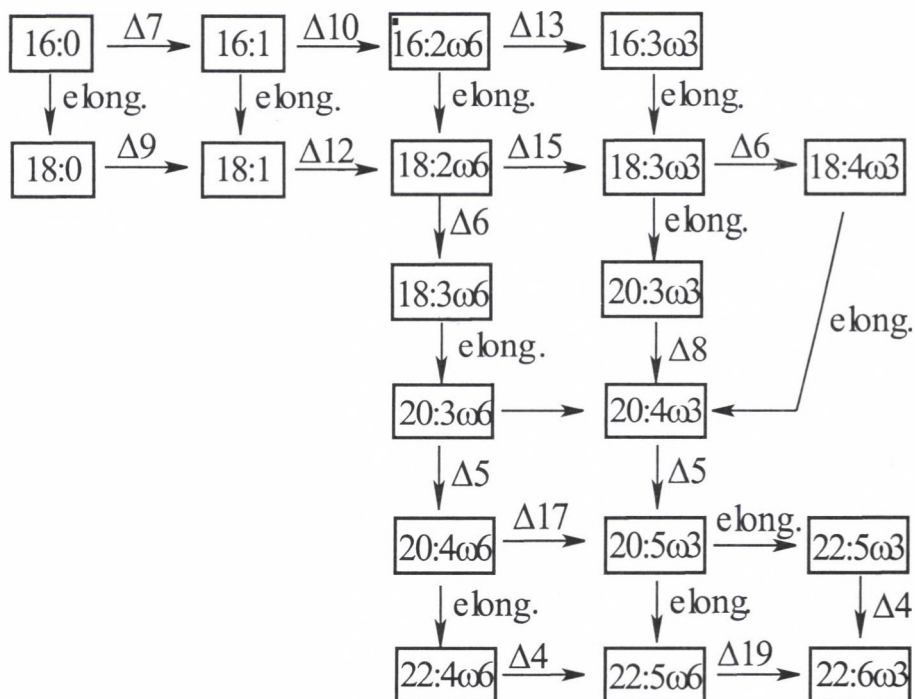 16:0 Δ7 16:1 Δ10 16:2ω6 Δ13 16:3ω3
elong. elong. elong. elong.
18:0 Δ9 18:1 Δ12 18:2ω6 Δ15 18:3ω3 Δ6 18:4ω3
Δ6 elong.
18:3ω6 20:3ω3
elong. Δ8 elong.
20:3ω6 20:4ω3
Δ5 Δ5
20:4ω6 Δ17 20:5ω3 elong. 22:5ω3
elong. elong. Δ4
22:4ω6 Δ4 22:5ω6 Δ19 22:6ω3